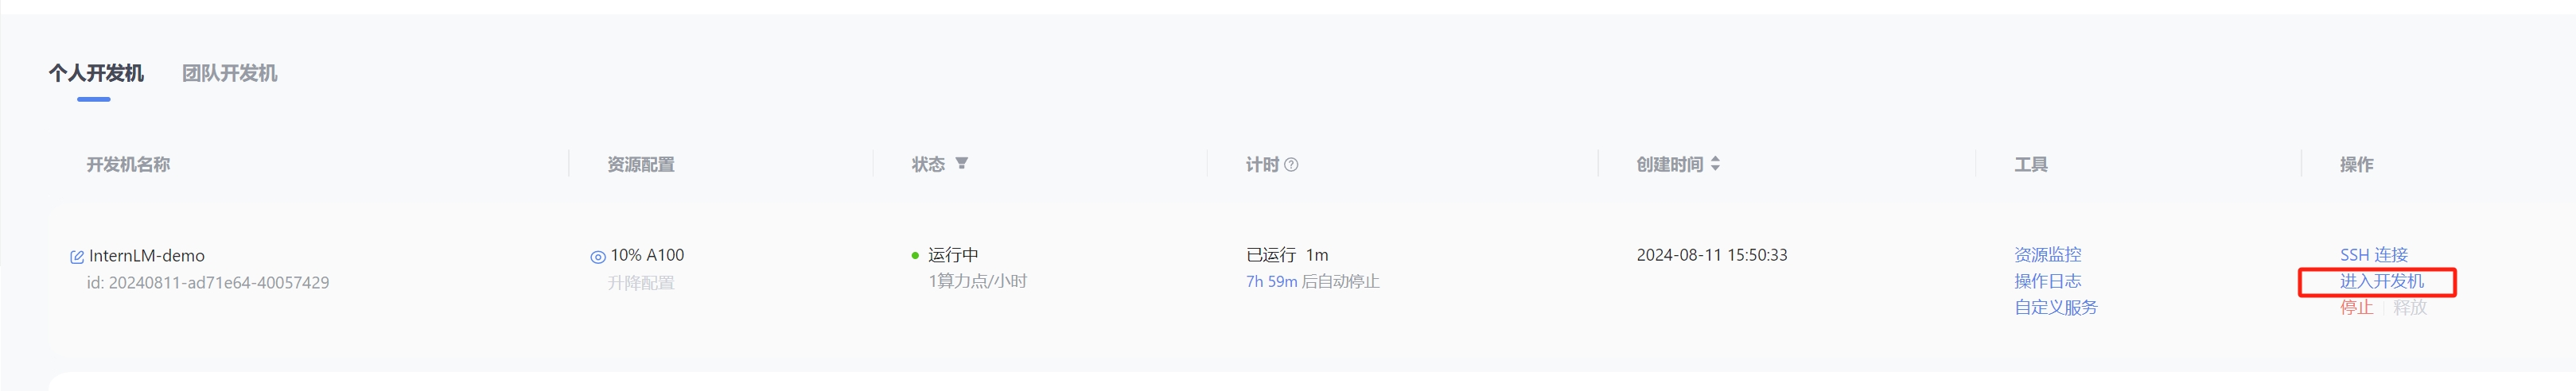 个人开发机 团队开发机
开发机名称 资源配置 状态 计时 创建时间 工具 操作
InternLM-demo 10% A100 运行中 已运行 1m 2024-08-11 15:50:33 资源监控 SSH 连接
id: 20240811-ad71e64-40057429 升降配置 1算力点/小时 7h 59m 后自动停止 操作日志 进入开发机
自定义服务 停止 释放